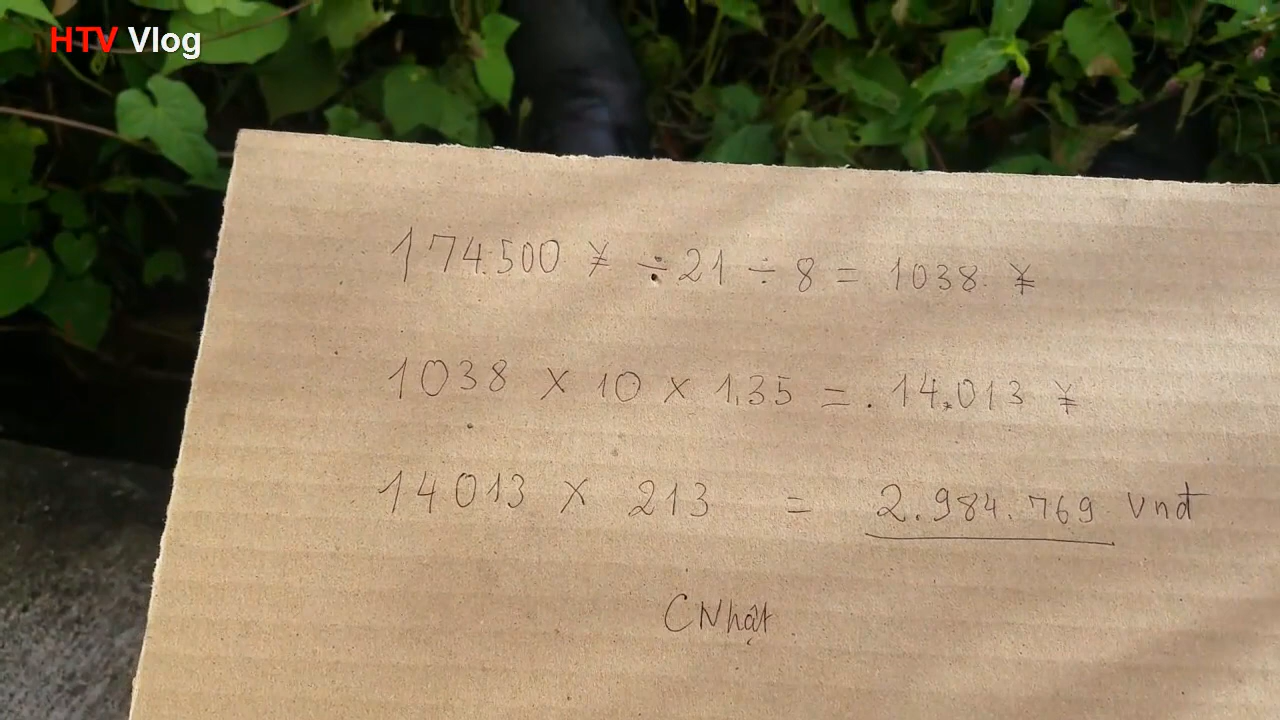 HTV Vlog
174.500 ¥ ÷ 21 ÷ 8 = 1038 ¥
1038 × 10 × 1,35 = 14.013 ¥
14013 × 213 = 2.984.769 vnđ
CNhật